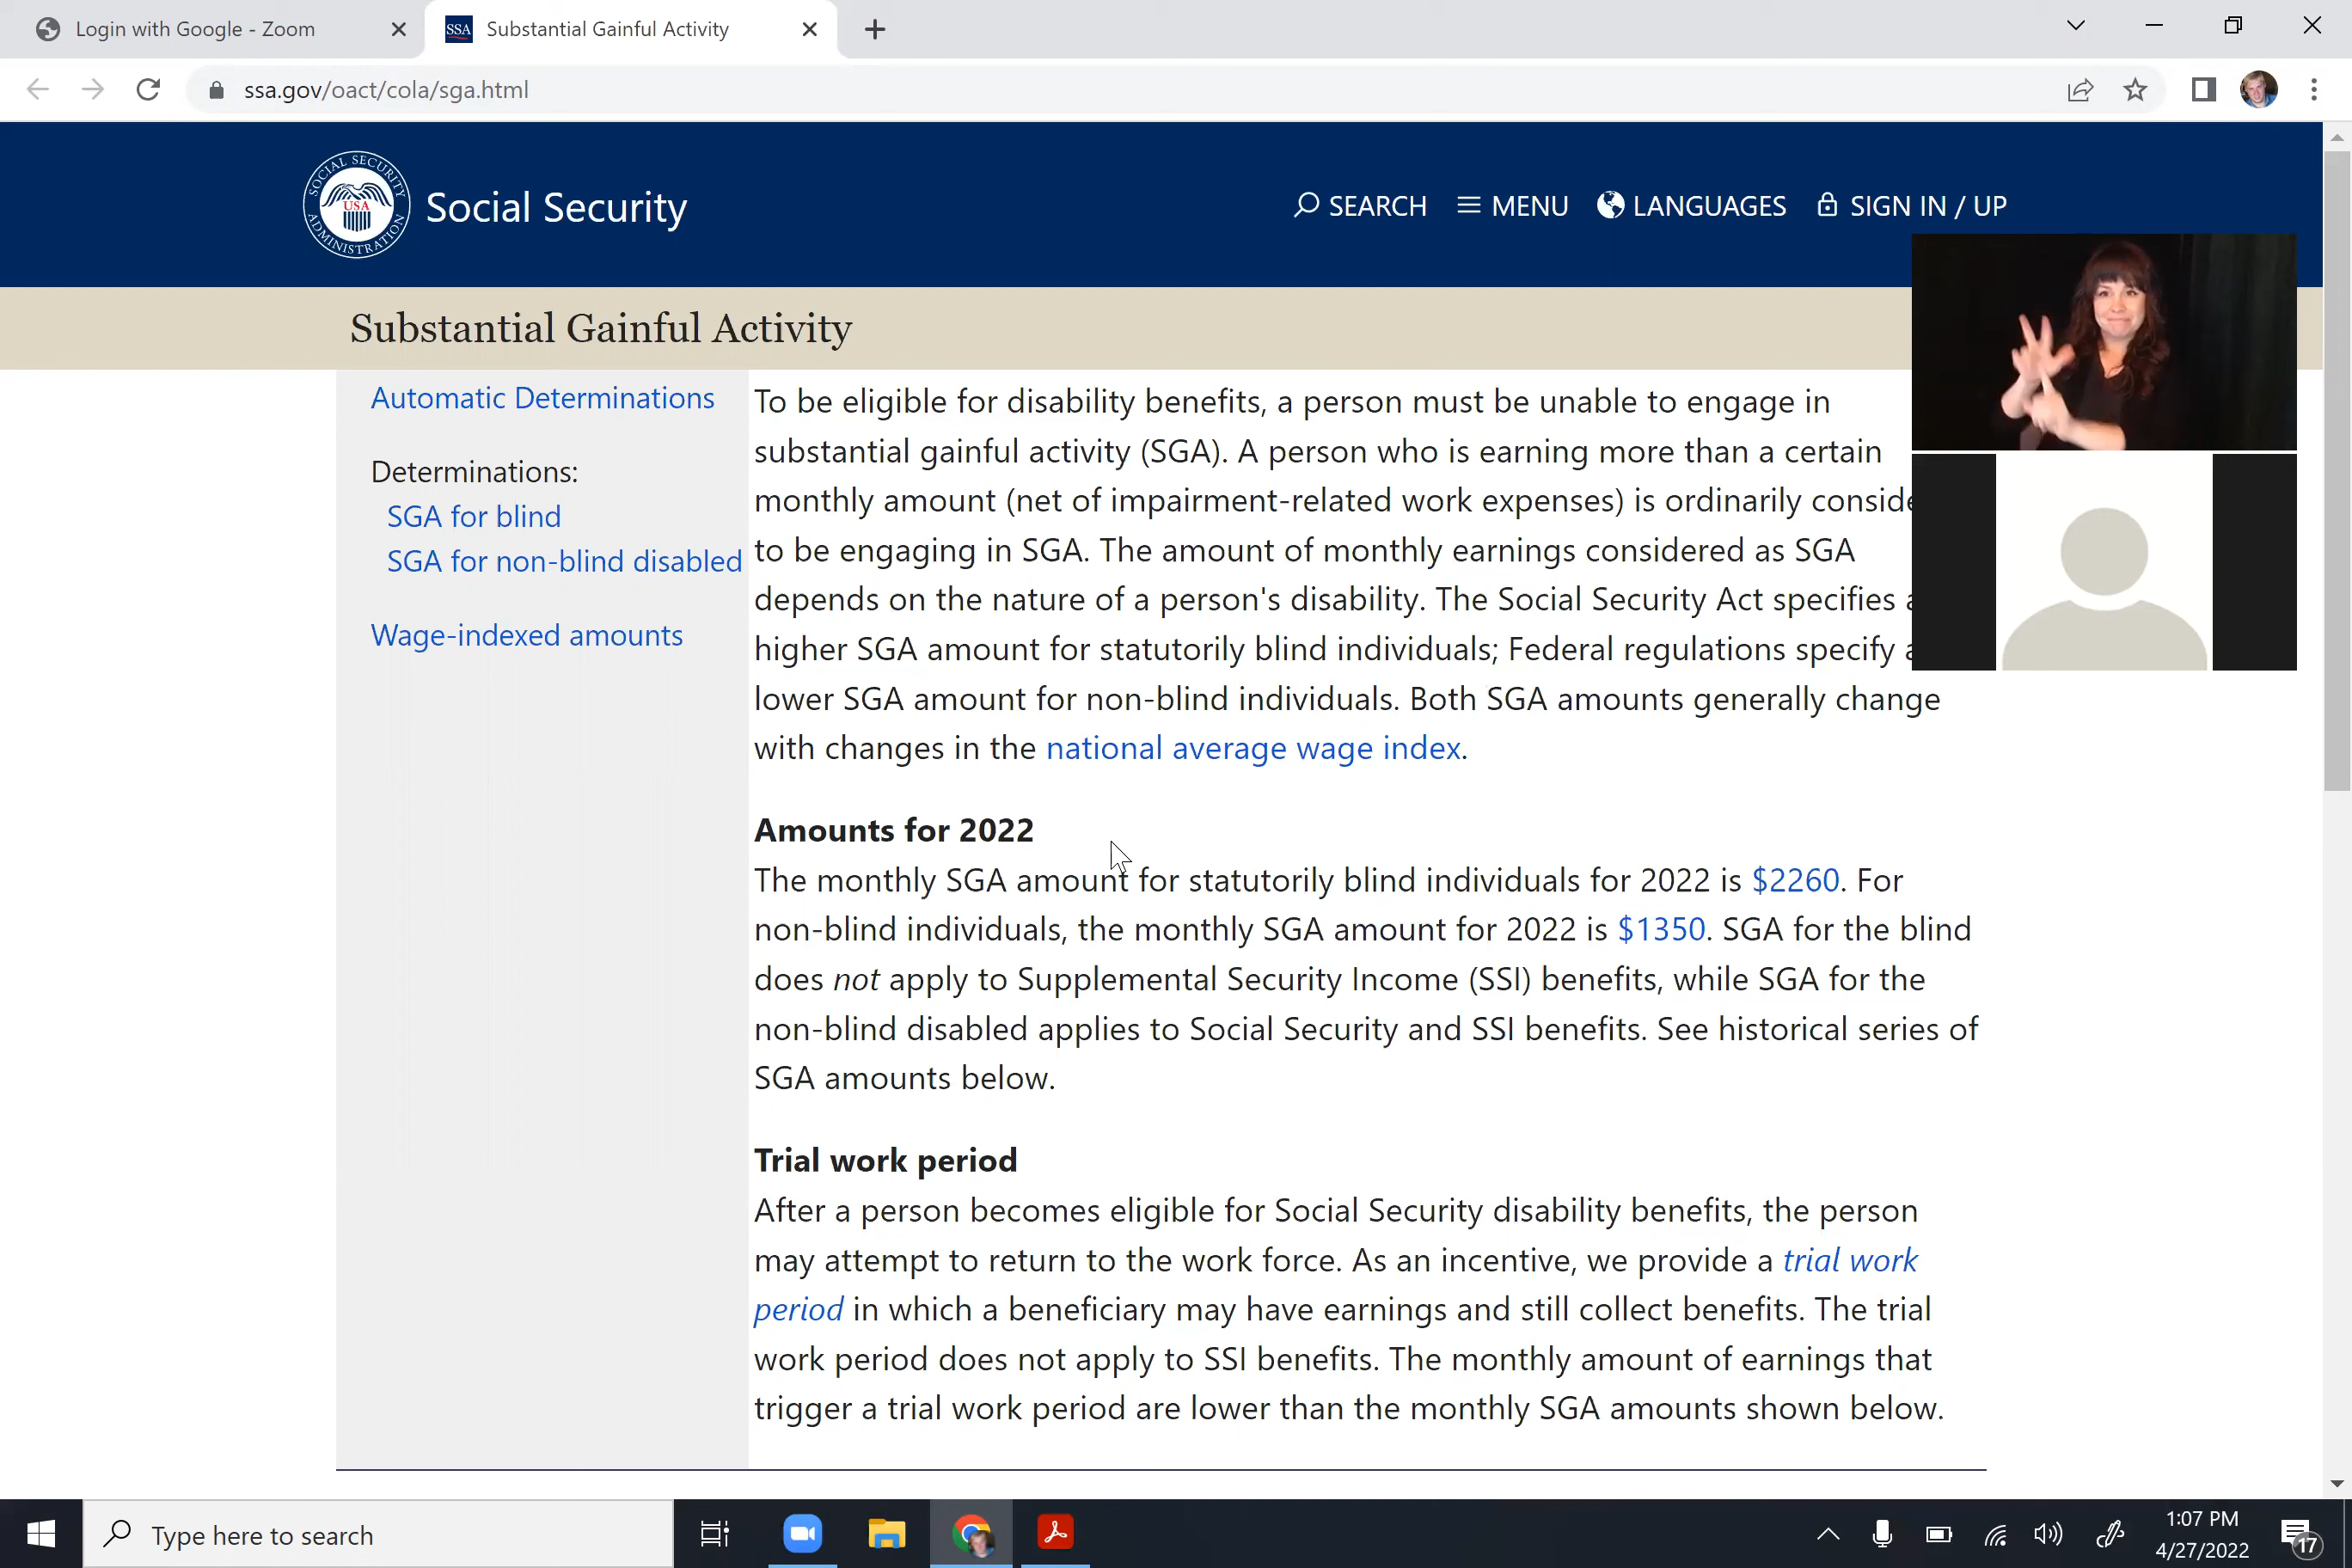 Login with Google - Zoom
SSA
Substantial Gainful Activity
ssa.gov/oact/cola/sga.html
SOCIAL SECURITY ADMINISTRATION
USA
Social Security
SEARCH
MENU
LANGUAGES
SIGN IN / UP
Substantial Gainful Activity
Automatic Determinations
Determinations:
SGA for blind
SGA for non-blind disabled
Wage-indexed amounts
To be eligible for disability benefits, a person must be unable to engage in
substantial gainful activity (SGA). A person who is earning more than a certain
monthly amount (net of impairment-related work expenses) is ordinarily
to be engaging in SGA. The amount of monthly earnings considered as SGA
depends on the nature of a person's disability. The Social Security Act specifies a
higher SGA amount for statutorily blind individuals; Federal regulations specify a
lower SGA amount for non-blind individuals. Both SGA amounts generally change
with changes in the national average wage index.
Amounts for 2022
The monthly SGA amount for statutorily blind individuals for 2022 is $2260. For
non-blind individuals, the monthly SGA amount for 2022 is $1350. SGA for the blind
does not apply to Supplemental Security Income (SSI) benefits, while SGA for the
non-blind disabled applies to Social Security and SSI benefits. See historical series of
SGA amounts below.
Trial work period
After a person becomes eligible for Social Security disability benefits, the person
may attempt to return to the work force. As an incentive, we provide a trial work
period in which a beneficiary may have earnings and still collect benefits. The trial
work period does not apply to SSI benefits. The monthly amount of earnings that
trigger a trial work period are lower than the monthly SGA amounts shown below.
Type here to search
1:07 PM
4/27/2022
17